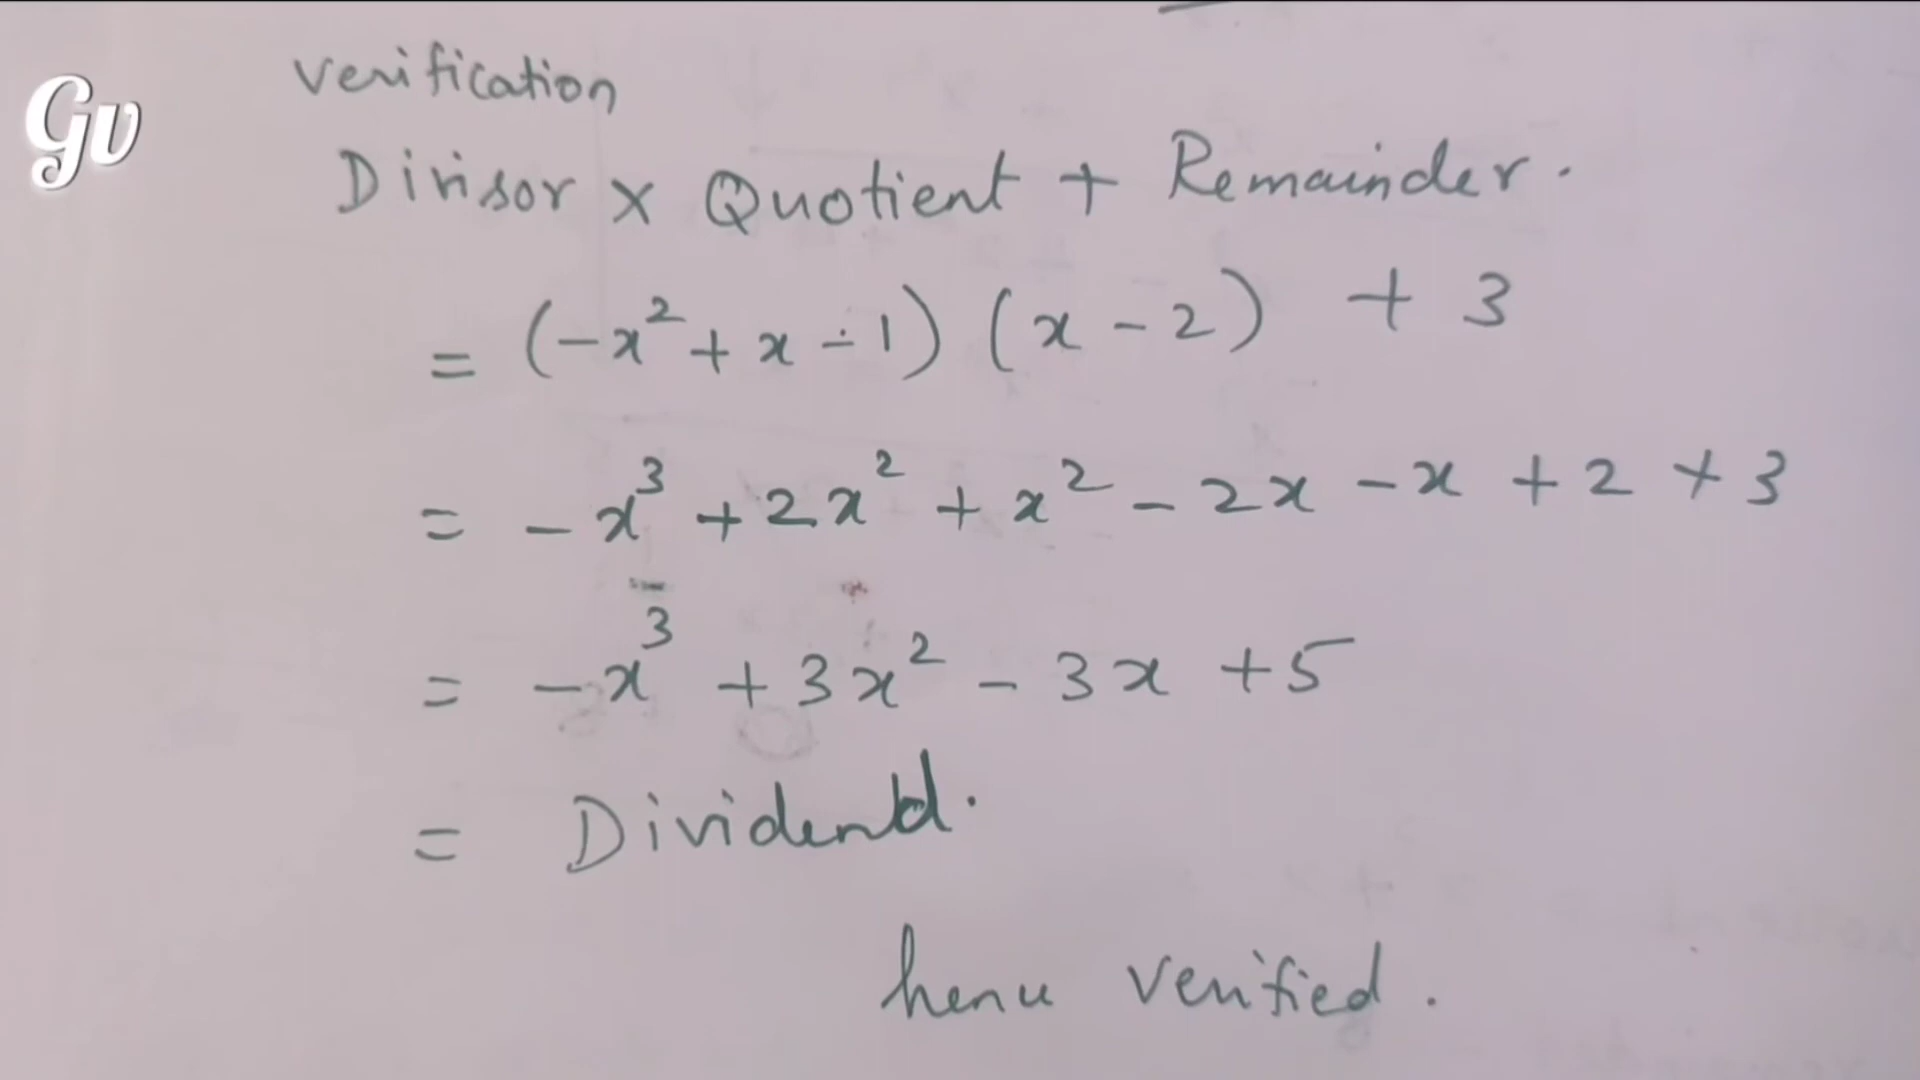 Gv
verification
Divisor x Quotient + Remainder.
= (-x² + x - 1) (x - 2) + 3
= -x³ + 2x² + x² - 2x - x + 2 + 3
= -x³ + 3x² - 3x + 5
= Dividend.
hence verified.